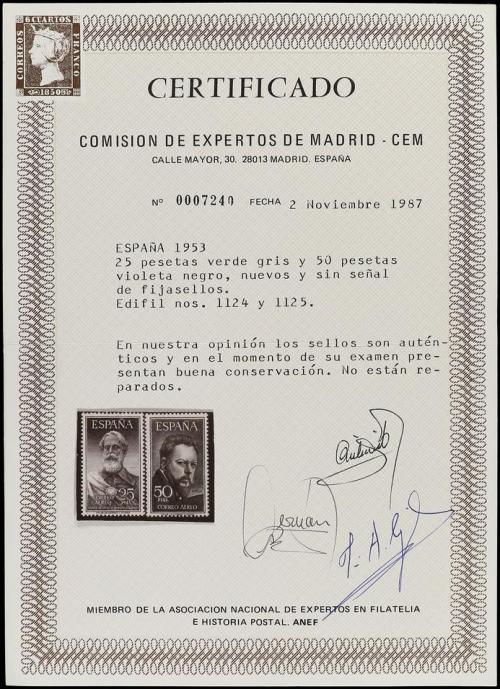 6 CUARTOS
CORREOS
FRANCO
1850
CERTIFICADO
COMISION DE EXPERTOS DE MADRID - CEM
CALLE MAYOR, 30. 28013 MADRID. ESPAÑA
Nº 0007240 FECHA 2 Noviembre 1987
ESPAÑA 1953
25 pesetas verde gris y 50 pesetas
violeta negro, nuevos y sin señal
de fijasellos.
Edifil nos. 1124 y 1125.
En nuestra opinión los sellos son autén-
ticos y en el momento de su examen pre-
sentan buena conservación. No están re-
parados.
ESPAÑA ESPAÑA
25 PTAS
50 PTAS
CORREO AEREO
CORREO AEREO
MIEMBRO DE LA ASOCIACION NACIONAL DE EXPERTOS EN FILATELIA
E HISTORIA POSTAL. ANEF